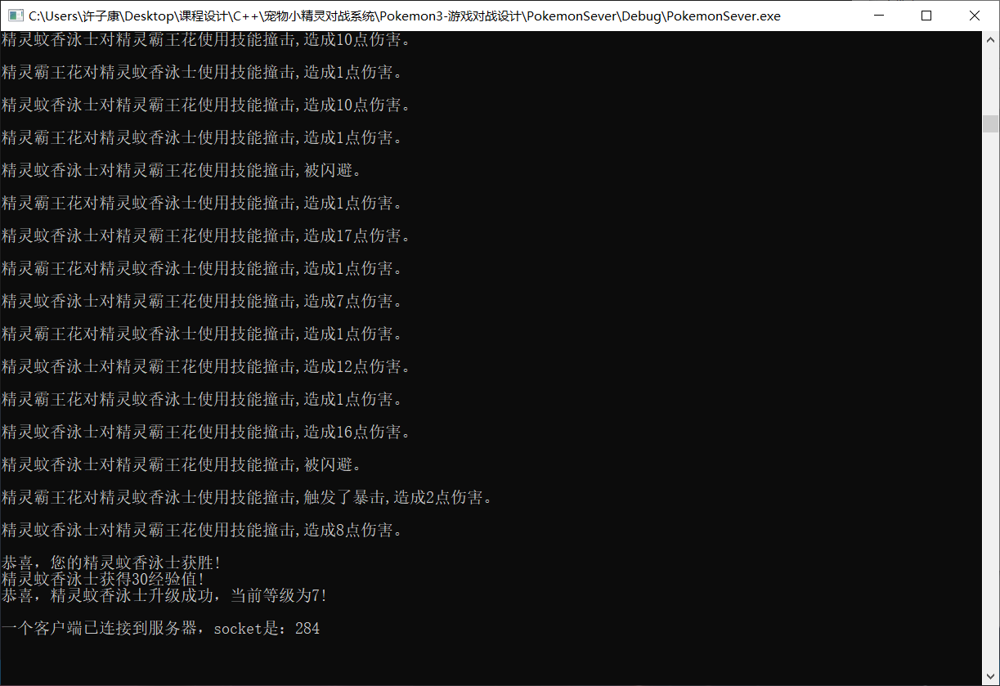 C:\Users\许子康\Desktop\课程设计\C++\宠物小精灵对战系统\Pokemon3-游戏对战设计\PokemonSever\Debug\PokemonSever.exe
精灵蚊香泳士对精灵霸王花使用技能撞击,造成10点伤害。
精灵霸王花对精灵蚊香泳士使用技能撞击,造成1点伤害。
精灵蚊香泳士对精灵霸王花使用技能撞击,造成10点伤害。
精灵霸王花对精灵蚊香泳士使用技能撞击,造成1点伤害。
精灵蚊香泳士对精灵霸王花使用技能撞击,被闪避。
精灵霸王花对精灵蚊香泳士使用技能撞击,造成1点伤害。
精灵蚊香泳士对精灵霸王花使用技能撞击,造成17点伤害。
精灵霸王花对精灵蚊香泳士使用技能撞击,造成1点伤害。
精灵蚊香泳士对精灵霸王花使用技能撞击,造成7点伤害。
精灵霸王花对精灵蚊香泳士使用技能撞击,造成1点伤害。
精灵蚊香泳士对精灵霸王花使用技能撞击,造成12点伤害。
精灵霸王花对精灵蚊香泳士使用技能撞击,造成1点伤害。
精灵蚊香泳士对精灵霸王花使用技能撞击,造成16点伤害。
精灵蚊香泳士对精灵霸王花使用技能撞击,被闪避。
精灵霸王花对精灵蚊香泳士使用技能撞击,触发了暴击,造成2点伤害。
精灵蚊香泳士对精灵霸王花使用技能撞击,造成8点伤害。
恭喜，您的精灵蚊香泳士获胜!
精灵蚊香泳士获得30经验值!
恭喜，精灵蚊香泳士升级成功，当前等级为7!
一个客户端已连接到服务器，socket是：284